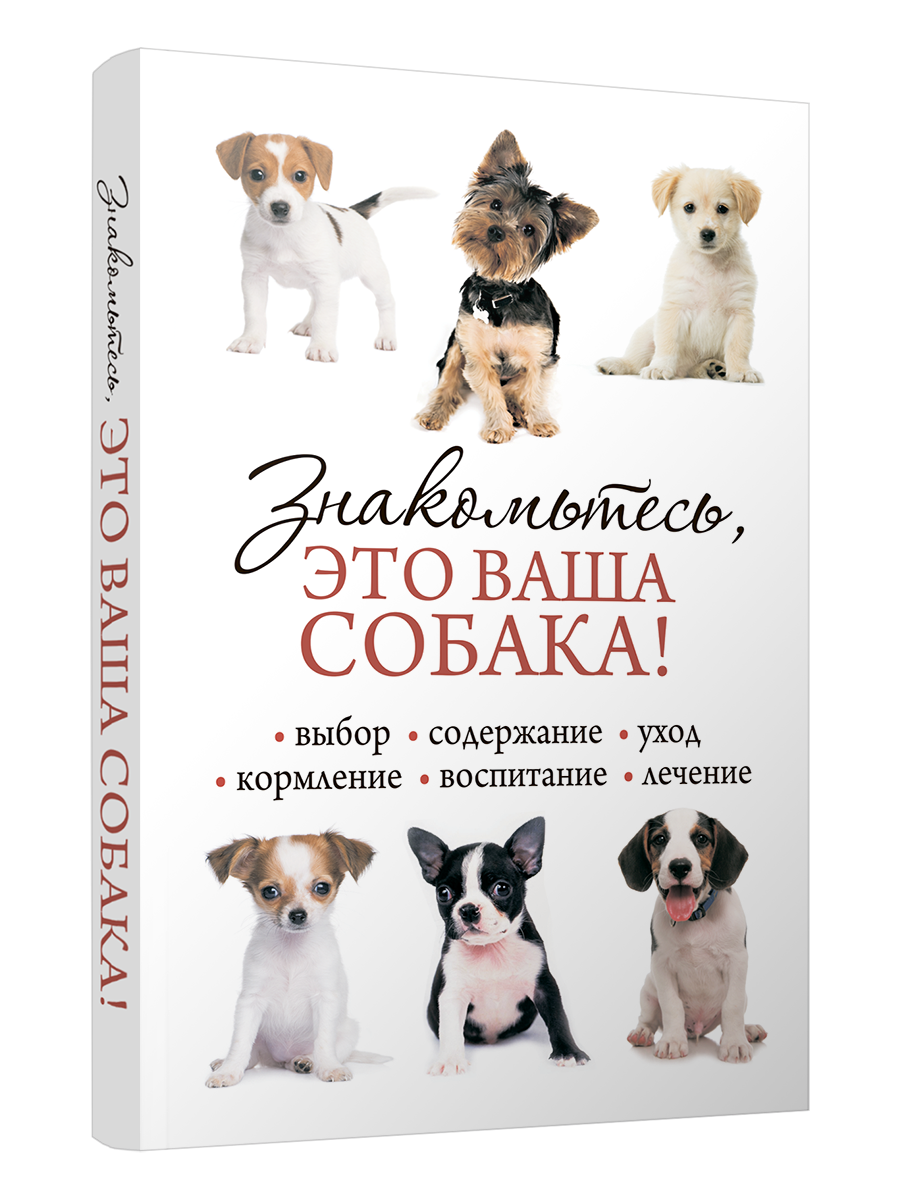 Знакомьтесь,
ЭТО ВАША
СОБАКА!
• выбор • содержание • уход
• кормление • воспитание • лечение
Знакомьтесь, ЭТО ВАША СОБАКА!